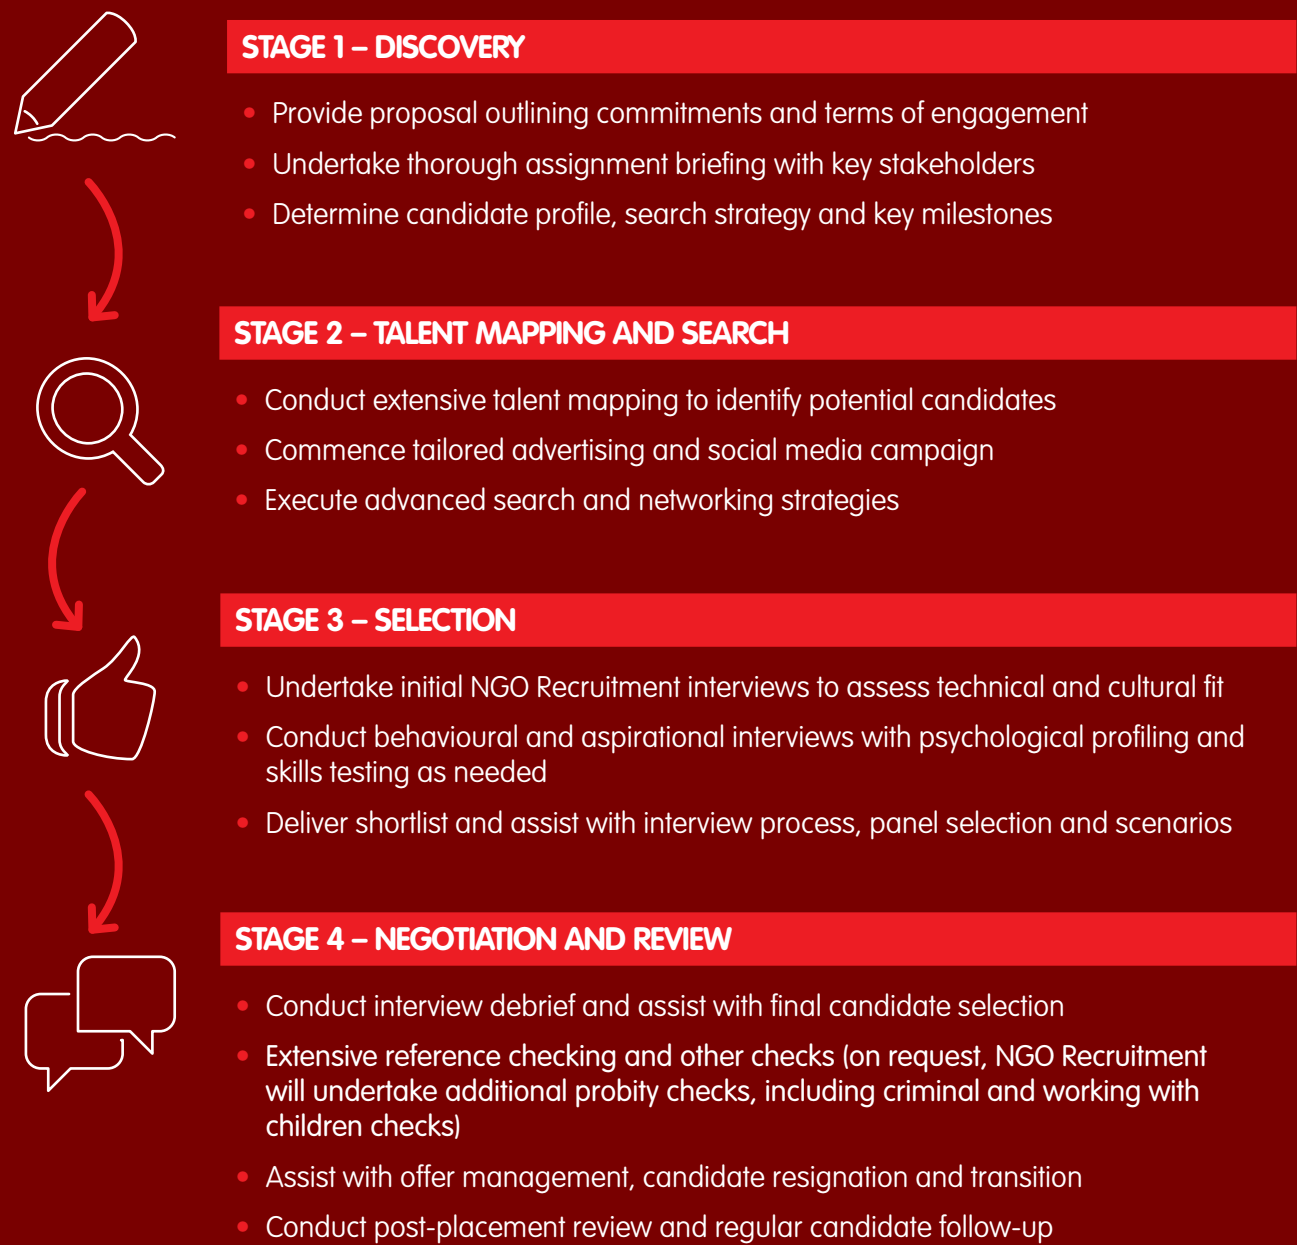 STAGE 1 – DISCOVERY
• Provide proposal outlining commitments and terms of engagement
• Undertake thorough assignment briefing with key stakeholders
• Determine candidate profile, search strategy and key milestones
STAGE 2 – TALENT MAPPING AND SEARCH
• Conduct extensive talent mapping to identify potential candidates
• Commence tailored advertising and social media campaign
• Execute advanced search and networking strategies
STAGE 3 – SELECTION
• Undertake initial NGO Recruitment interviews to assess technical and cultural fit
• Conduct behavioural and aspirational interviews with psychological profiling and
skills testing as needed
• Deliver shortlist and assist with interview process, panel selection and scenarios
STAGE 4 – NEGOTIATION AND REVIEW
• Conduct interview debrief and assist with final candidate selection
• Extensive reference checking and other checks (on request, NGO Recruitment
will undertake additional probity checks, including criminal and working with
children checks)
• Assist with offer management, candidate resignation and transition
• Conduct post-placement review and regular candidate follow-up